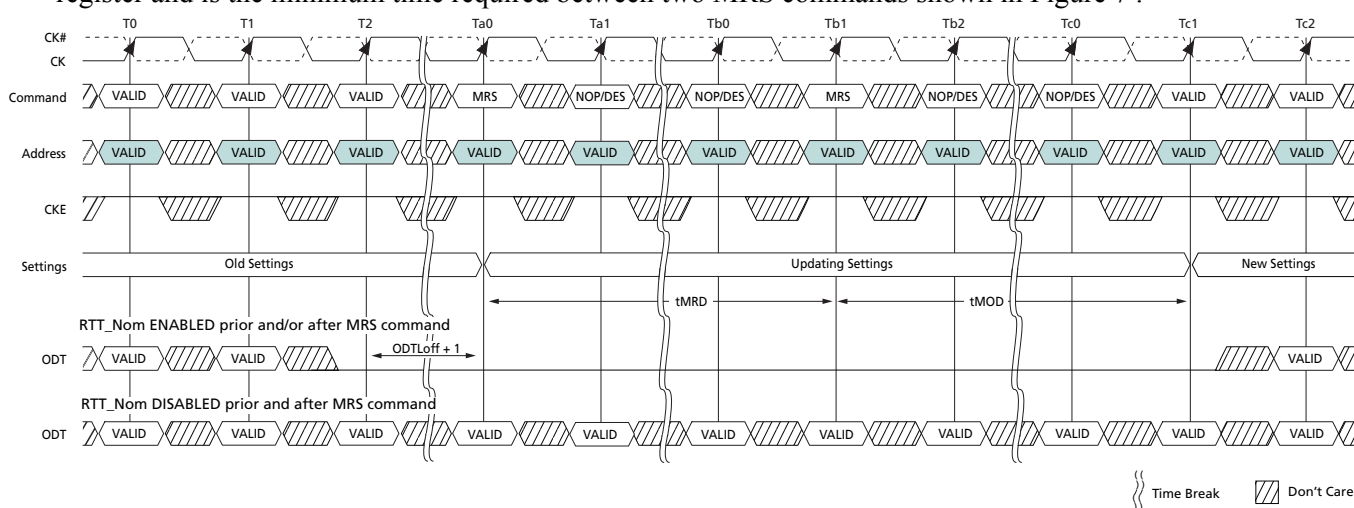 register and is the minimum time required between two MRS commands shown in Figure 7.
T0 T1 T2 Ta0 Ta1 Tb0 Tb1 Tb2 Tc0 Tc1 Tc2
CK#
CK
Command VALID VALID VALID MRS NOP/DES NOP/DES MRS NOP/DES NOP/DES VALID VALID
Address VALID VALID VALID VALID VALID VALID VALID VALID VALID VALID VALID
CKE
Settings Old Settings Updating Settings New Settings
tMRD tMOD
RTT_Nom ENABLED prior and/or after MRS command
ODT VALID VALID ODTLoff + 1 VALID
RTT_Nom DISABLED prior and after MRS command
ODT VALID VALID VALID VALID VALID VALID VALID VALID VALID VALID VALID
Time Break Don't Care